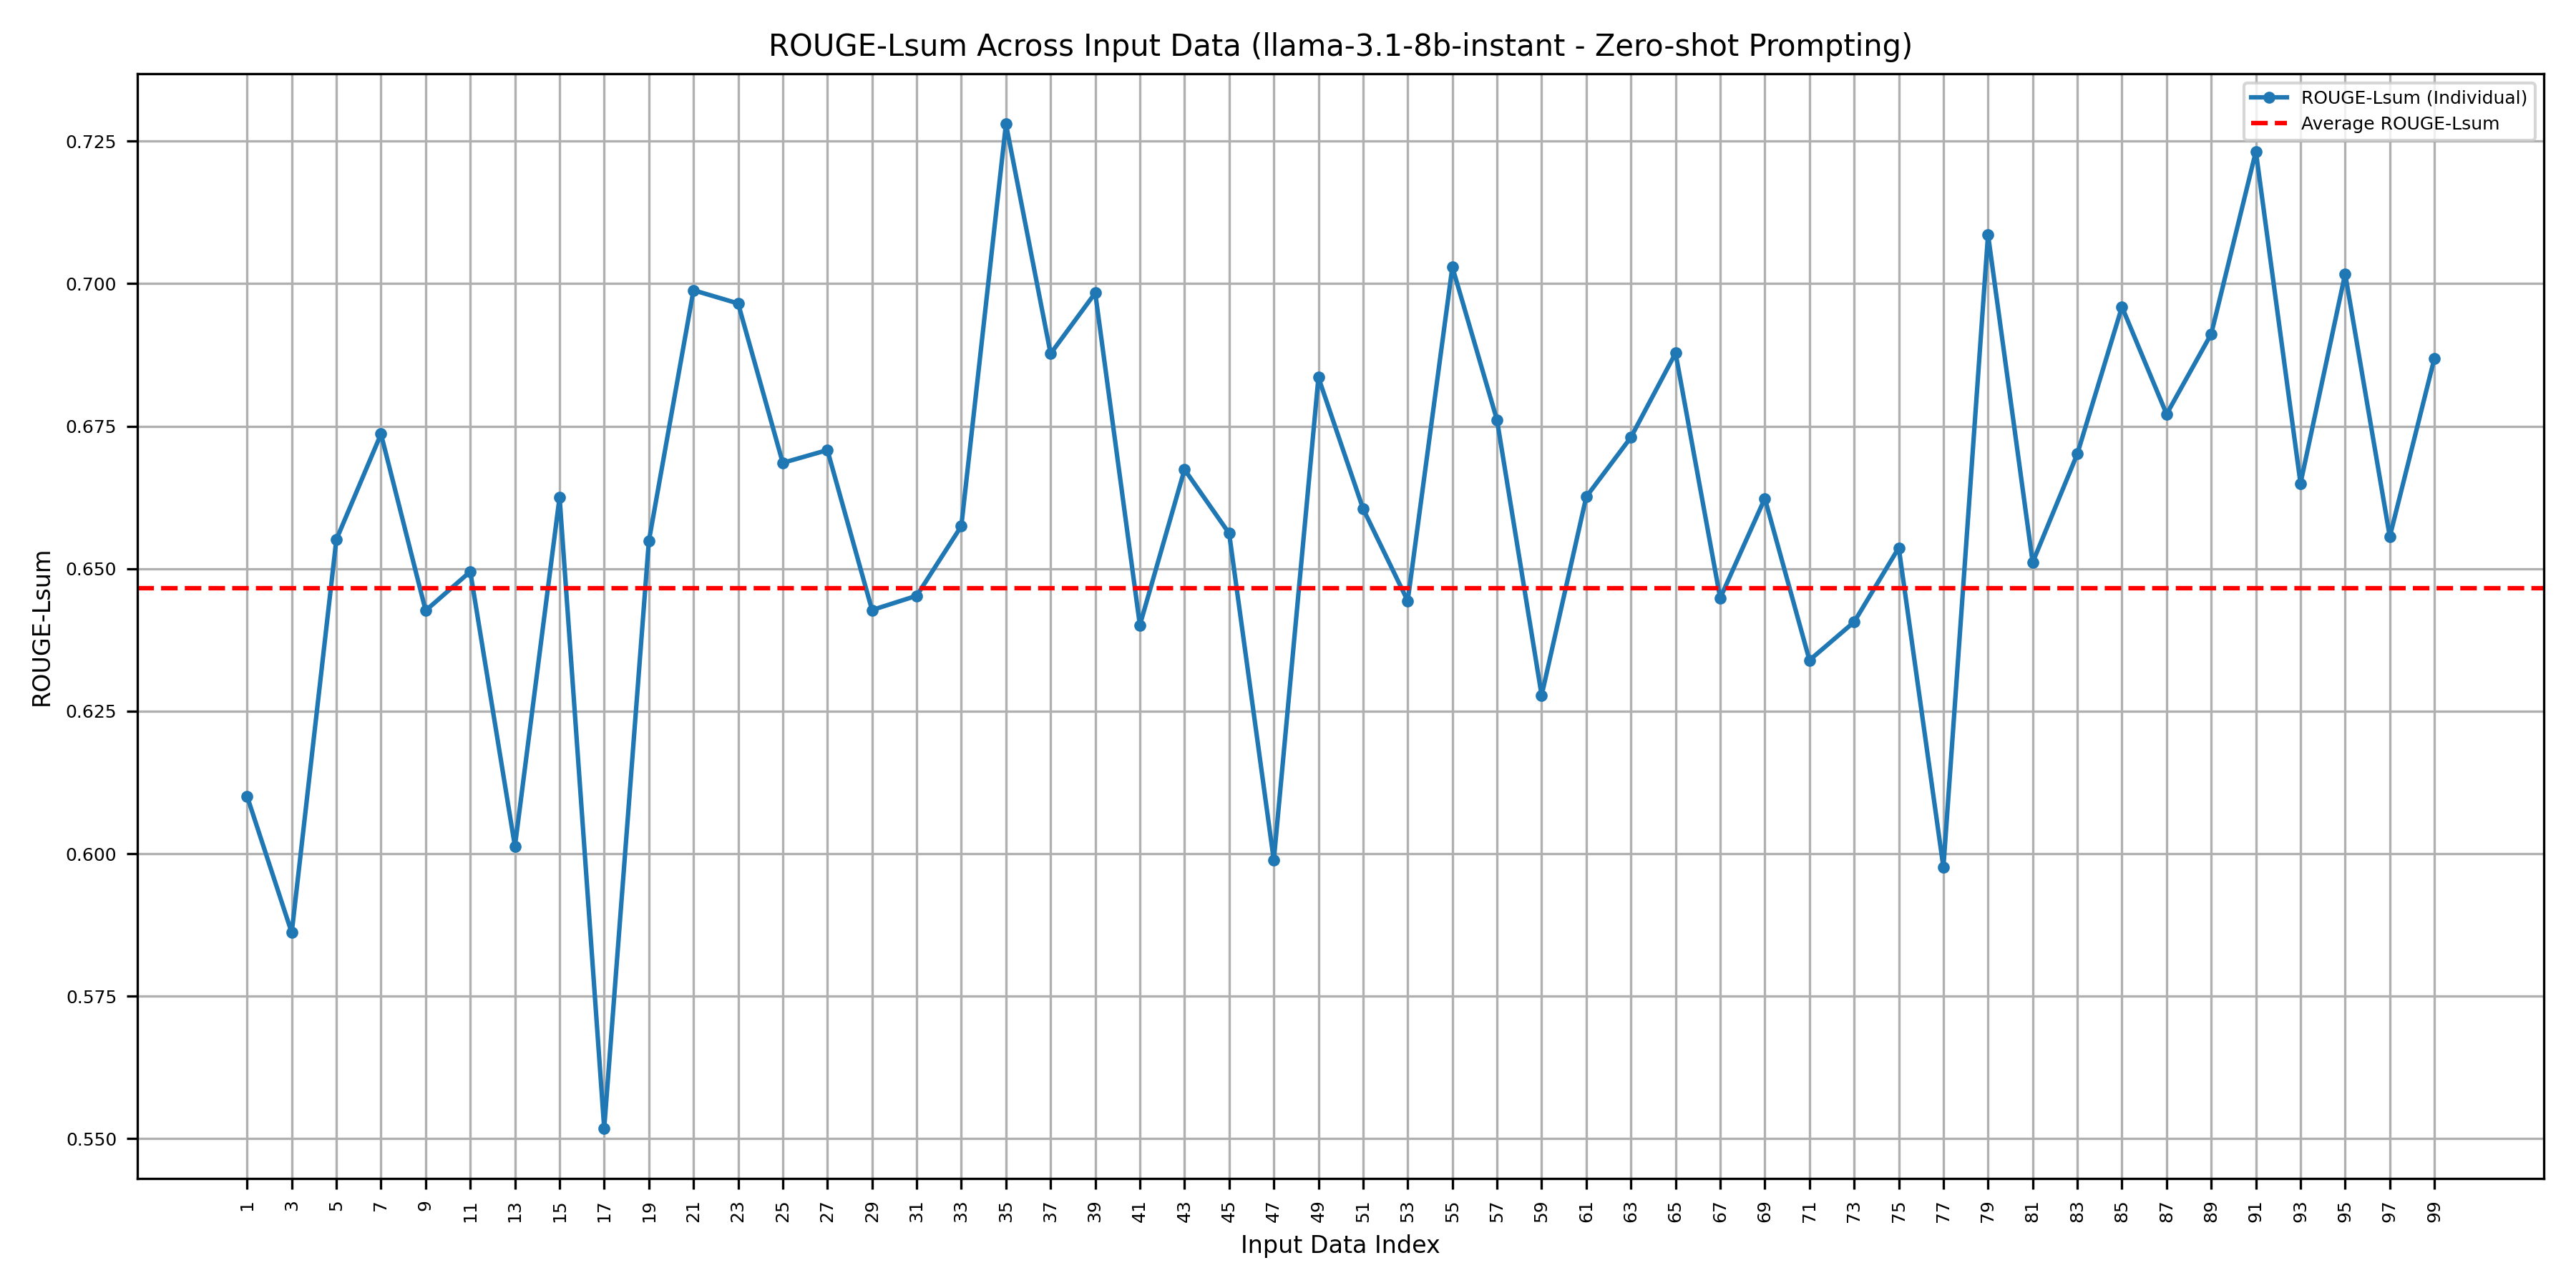 ROUGE-Lsum Across Input Data (llama-3.1-8b-instant - Zero-shot Prompting)
ROUGE-Lsum (Individual)
Average ROUGE-Lsum
ROUGE-Lsum
0.725
0.700
0.675
0.650
0.625
0.600
0.575
0.550
1 3 5 7 9 11 13 15 17 19 21 23 25 27 29 31 33 35 37 39 41 43 45 47 49 51 53 55 57 59 61 63 65 67 69 71 73 75 77 79 81 83 85 87 89 91 93 95 97 99
Input Data Index